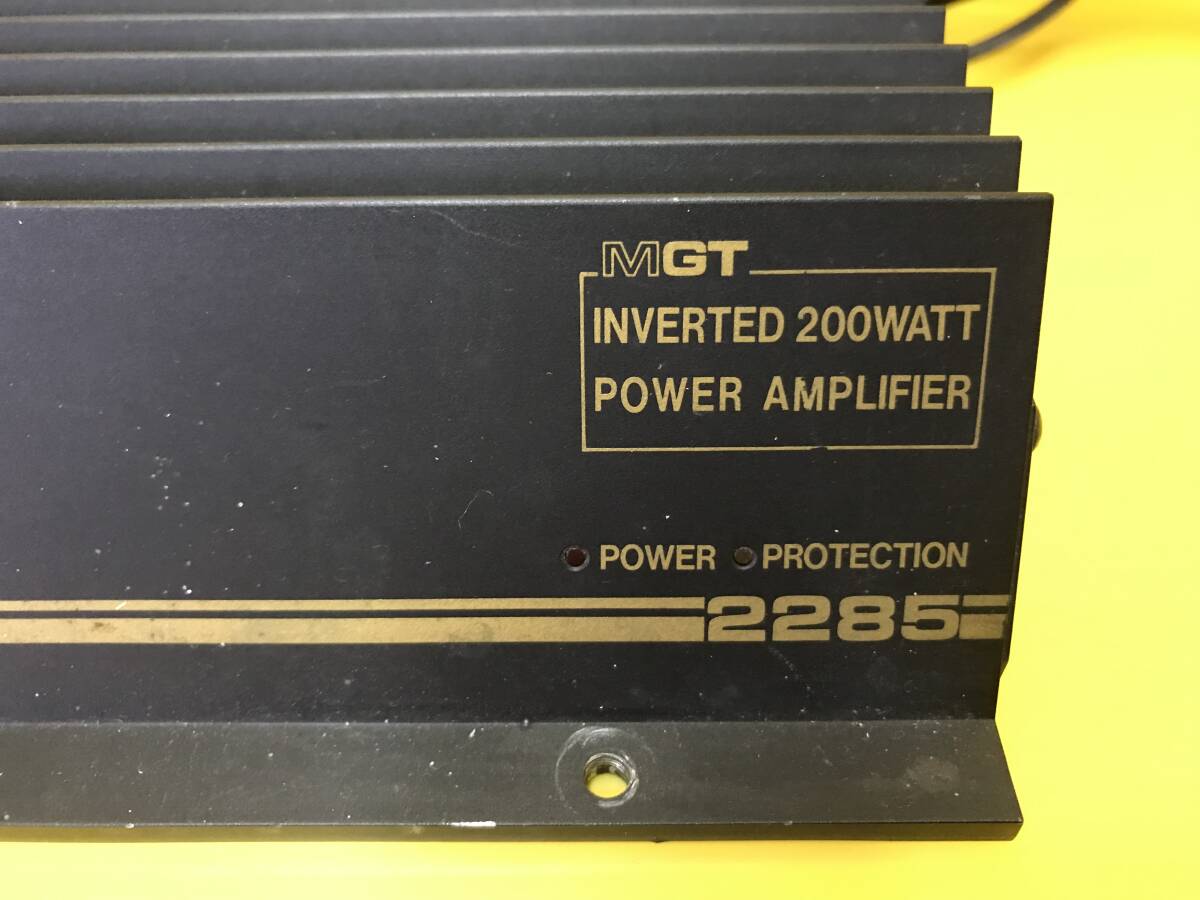 MGT
INVERTED 200WATT
POWER AMPLIFIER
POWER PROTECTION
2285